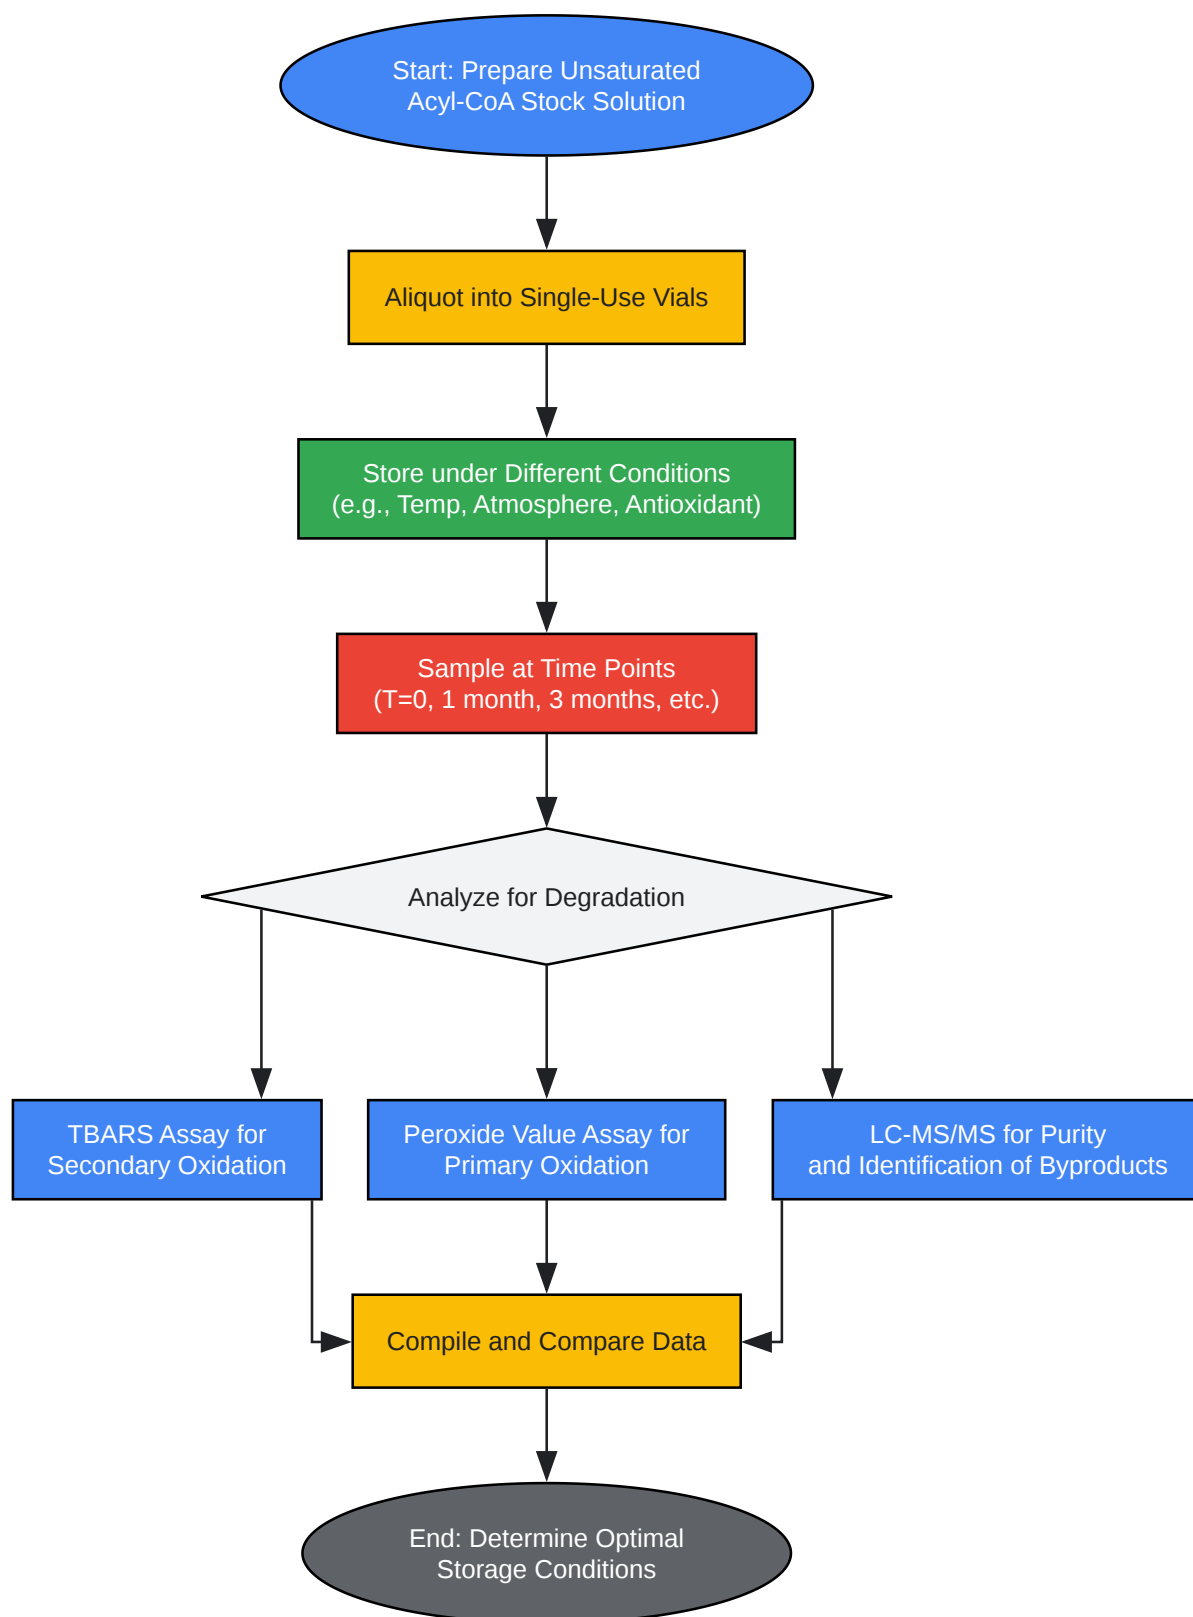 Start: Prepare Unsaturated
Acyl-CoA Stock Solution
Aliquot into Single-Use Vials
Store under Different Conditions
(e.g., Temp, Atmosphere, Antioxidant)
Sample at Time Points
(T=0, 1 month, 3 months, etc.)
Analyze for Degradation
TBARS Assay for
Secondary Oxidation
Peroxide Value Assay for
Primary Oxidation
LC-MS/MS for Purity
and Identification of Byproducts
Compile and Compare Data
End: Determine Optimal
Storage Conditions